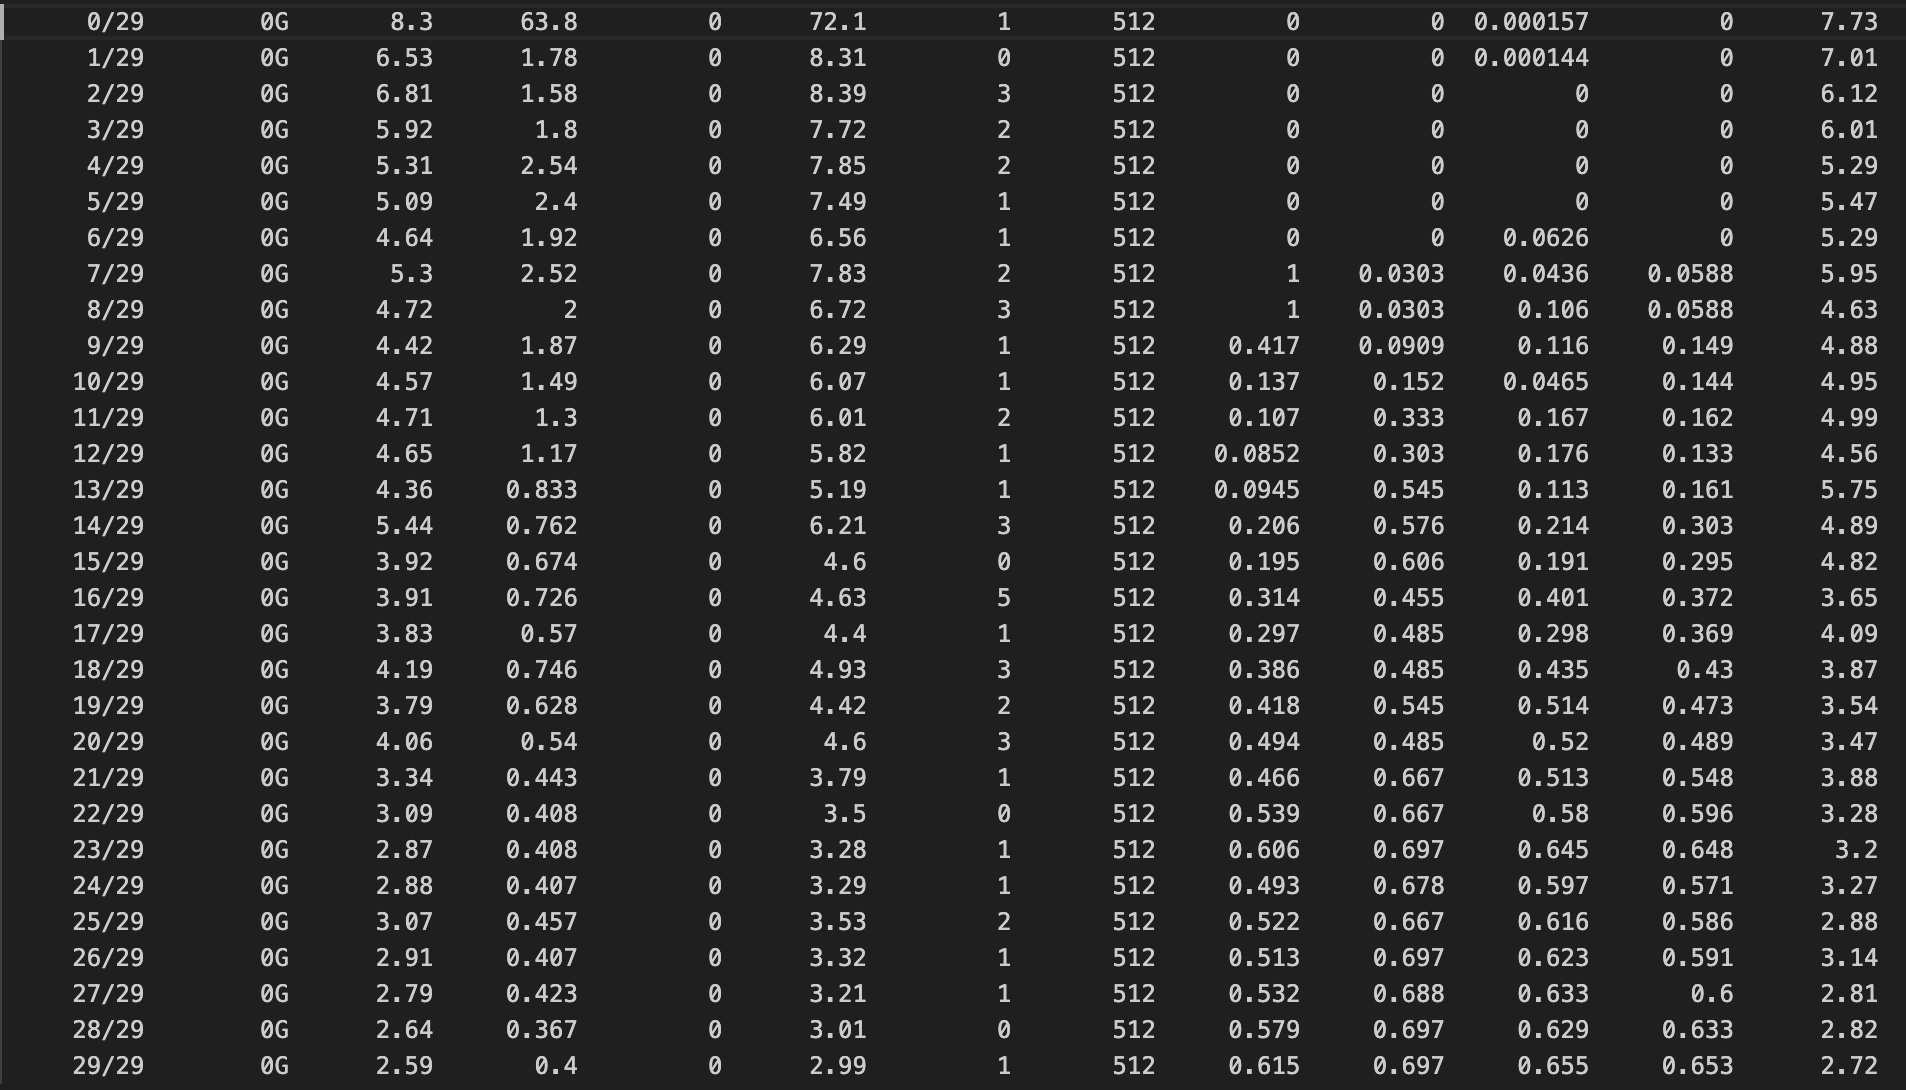 0/29 0G 8.3 63.8 0 72.1 1 512 0 0 0.000157 0 7.73
1/29 0G 6.53 1.78 0 8.31 0 512 0 0 0.000144 0 7.01
2/29 0G 6.81 1.58 0 8.39 3 512 0 0 0 0 6.12
3/29 0G 5.92 1.8 0 7.72 2 512 0 0 0 0 6.01
4/29 0G 5.31 2.54 0 7.85 2 512 0 0 0 0 5.29
5/29 0G 5.09 2.4 0 7.49 1 512 0 0 0 0 5.47
6/29 0G 4.64 1.92 0 6.56 1 512 0 0 0.0626 0 5.29
7/29 0G 5.3 2.52 0 7.83 2 512 1 0.0303 0.0436 0.0588 5.95
8/29 0G 4.72 2 0 6.72 3 512 1 0.0303 0.106 0.0588 4.63
9/29 0G 4.42 1.87 0 6.29 1 512 0.417 0.0909 0.116 0.149 4.88
10/29 0G 4.57 1.49 0 6.07 1 512 0.137 0.152 0.0465 0.144 4.95
11/29 0G 4.71 1.3 0 6.01 2 512 0.107 0.333 0.167 0.162 4.99
12/29 0G 4.65 1.17 0 5.82 1 512 0.0852 0.303 0.176 0.133 4.56
13/29 0G 4.36 0.833 0 5.19 1 512 0.0945 0.545 0.113 0.161 5.75
14/29 0G 5.44 0.762 0 6.21 3 512 0.206 0.576 0.214 0.303 4.89
15/29 0G 3.92 0.674 0 4.6 0 512 0.195 0.606 0.191 0.295 4.82
16/29 0G 3.91 0.726 0 4.63 5 512 0.314 0.455 0.401 0.372 3.65
17/29 0G 3.83 0.57 0 4.4 1 512 0.297 0.485 0.298 0.369 4.09
18/29 0G 4.19 0.746 0 4.93 3 512 0.386 0.485 0.435 0.43 3.87
19/29 0G 3.79 0.628 0 4.42 2 512 0.418 0.545 0.514 0.473 3.54
20/29 0G 4.06 0.54 0 4.6 3 512 0.494 0.485 0.52 0.489 3.47
21/29 0G 3.34 0.443 0 3.79 1 512 0.466 0.667 0.513 0.548 3.88
22/29 0G 3.09 0.408 0 3.5 0 512 0.539 0.667 0.58 0.596 3.28
23/29 0G 2.87 0.408 0 3.28 1 512 0.606 0.697 0.645 0.648 3.2
24/29 0G 2.88 0.407 0 3.29 1 512 0.493 0.678 0.597 0.571 3.27
25/29 0G 3.07 0.457 0 3.53 2 512 0.522 0.667 0.616 0.586 2.88
26/29 0G 2.91 0.407 0 3.32 1 512 0.513 0.697 0.623 0.591 3.14
27/29 0G 2.79 0.423 0 3.21 1 512 0.532 0.688 0.633 0.6 2.81
28/29 0G 2.64 0.367 0 3.01 0 512 0.579 0.697 0.629 0.633 2.82
29/29 0G 2.59 0.4 0 2.99 1 512 0.615 0.697 0.655 0.653 2.72